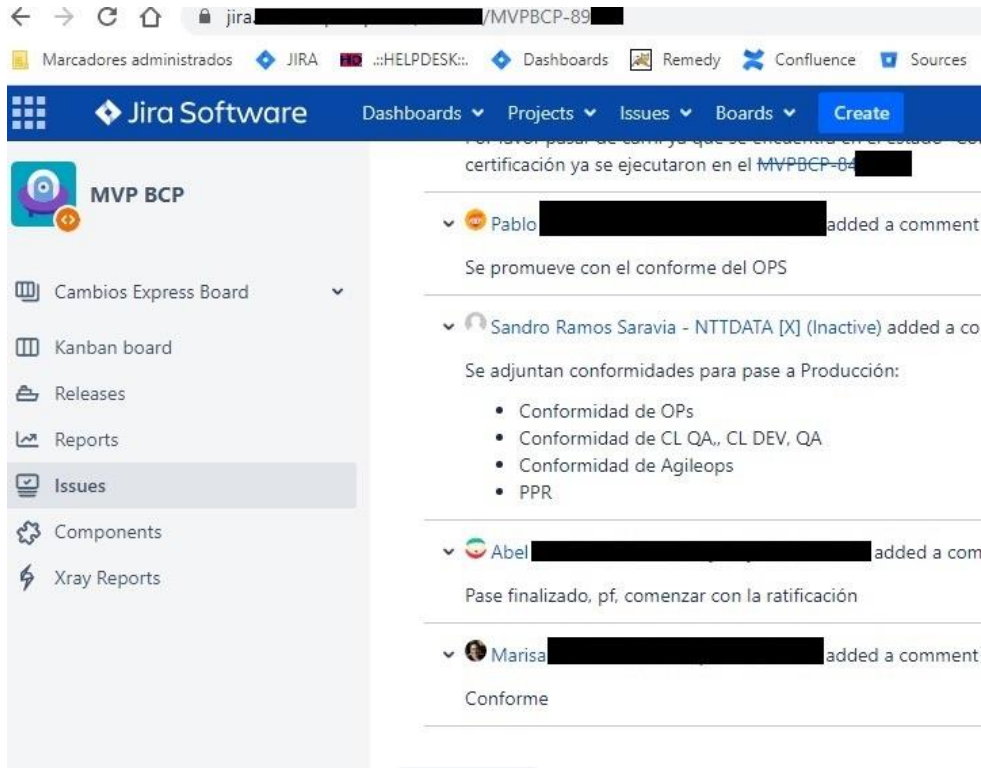 jira.
/MVPBCP-89
Marcadores administrados JIRA HD .::HELPDESK::. Dashboards Remedy Confluence Sources
Jira Software Dashboards Projects Issues Boards Create
certificación ya se ejecutaron en el MVPBCP-84
MVP BCP
Cambios Express Board
Kanban board
Releases
Reports
Issues
Components
Xray Reports
Pablo added a comment
Se promueve con el conforme del OPS
Sandro Ramos Saravia - NTTDATA [X] (Inactive) added a co
Se adjuntan conformidades para pase a Producción:
• Conformidad de OPs
• Conformidad de CL QA,, CL DEV, QA
• Conformidad de Agileops
• PPR
Abel added a com
Pase finalizado, pf, comenzar con la ratificación
Marisa added a comment
Conforme